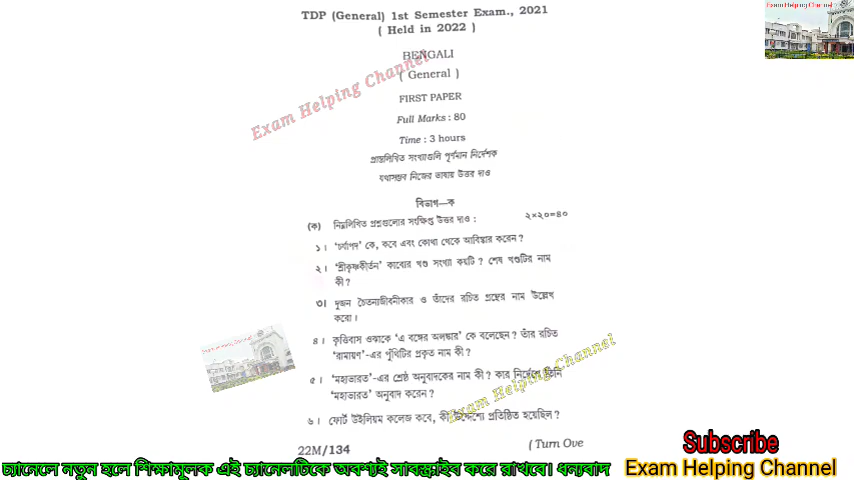 TDP (General) 1st Semester Exam., 2021
( Held in 2022 )
BENGALI
( General )
FIRST PAPER
Full Marks : 80
Time : 3 hours
প্রান্তলিখিত সংখ্যাগুলি পূর্ণমান নির্দেশক
যথাসম্ভব নিজের ভাষায় উত্তর দাও
বিভাগ—ক
(ক) নিম্নলিখিত প্রশ্নগুলোর সংক্ষিপ্ত উত্তর দাও : ২×২০=৪০
১। ‘চর্যাপদ’ কে, কবে এবং কোথা থেকে আবিষ্কার করেন ?
২। ‘শ্রীকৃষ্ণকীর্তন’ কাব্যের খণ্ড সংখ্যা কয়টি ? শেষ খণ্ডটির নাম
কী ?
৩। দুজন চৈতন্যজীবনীকার ও তাঁদের রচিত গ্রন্থের নাম উল্লেখ
করো।
৪। কৃত্তিবাস ওঝাকে ‘এ বঙ্গের অলঙ্কার’ কে বলেছেন ? তাঁর রচিত
‘রামায়ণ’-এর পুঁথিটির প্রকৃত নাম কী ?
৫। ‘মহাভারত’-এর শ্রেষ্ঠ অনুবাদকের নাম কী ? কার নির্দেশে তিনি
‘মহাভারত’ অনুবাদ করেন ?
৬। ফোর্ট উইলিয়ম কলেজ কবে, কী উদ্দেশ্যে প্রতিষ্ঠিত হয়েছিল ?
22M/134
( Turn Ove
Exam Helping Channel
Exam Helping Channel
Exam Helping Channel
Subscribe
চ্যানেলে নতুন হলে শিক্ষামূলক এই চ্যানেলটিকে অবশ্যই সাবস্ক্রাইব করে রাখবে। ধন্যবাদ
Exam Helping Channel